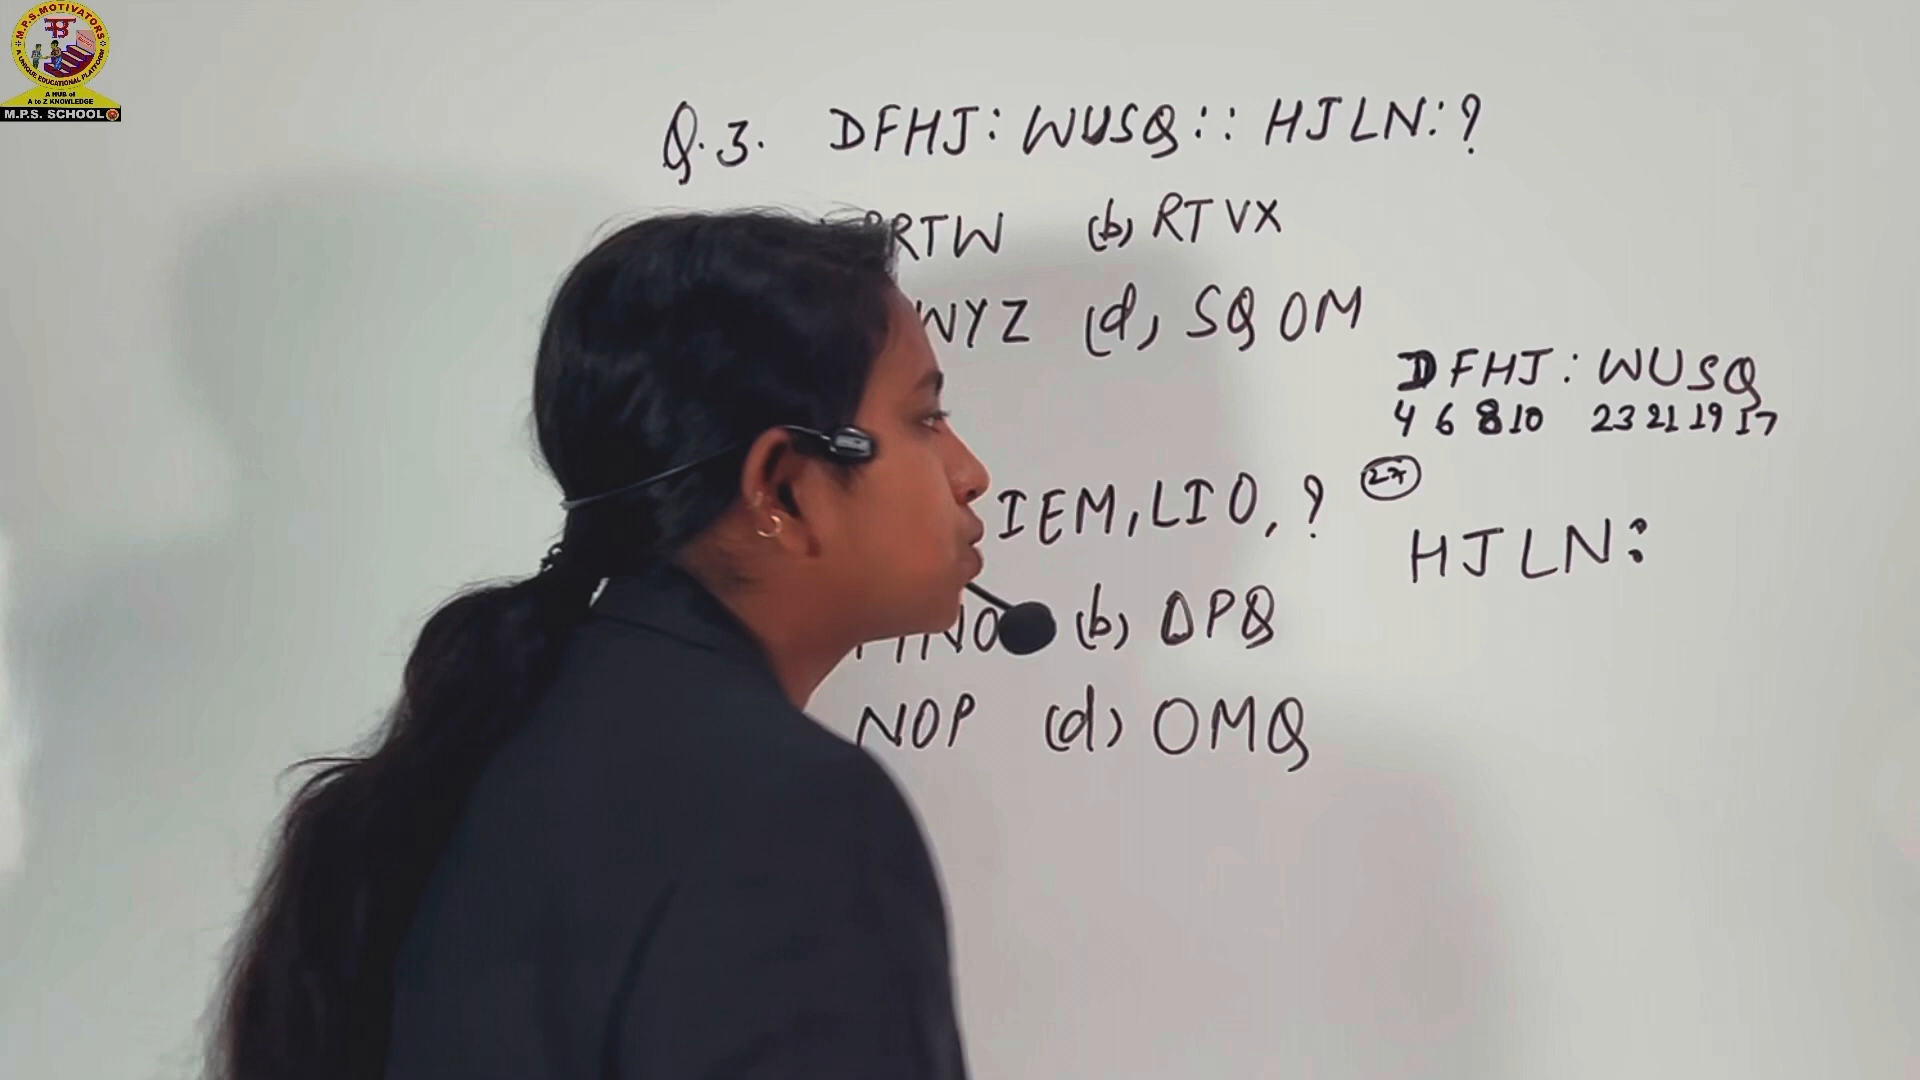 M.P.S. MOTIVATORS
A UNIQUE EDUCATIONAL PLATFORM
A HUB of
A to Z KNOWLEDGE
M.P.S. SCHOOL
Q.3. DFHJ : WUSQ :: HJLN : ?
RTW (b) RTVX
WYZ (d) SQOM
DFHJ : WUSQ
4 6 8 10 23 21 19 17
27
IEM, LIO, ?
HJLN :
NO (b) OPQ
NOP (d) OMQ